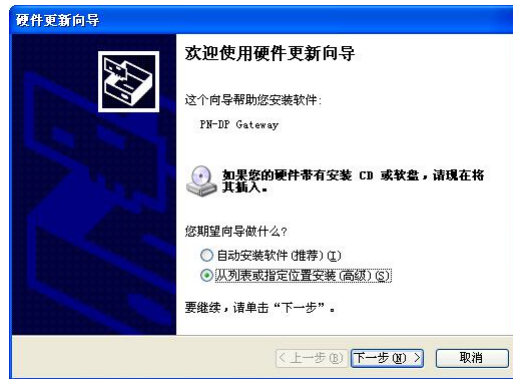 硬件更新向导
欢迎使用硬件更新向导
这个向导帮助您安装软件:
PN-DP Gateway
如果您的硬件带有安装 CD 或软盘，请现在将
其插入。
您期望向导做什么?
自动安装软件(推荐)(I)
从列表或指定位置安装(高级)(S)
要继续，请单击“下一步”。
<上一步(B) 下一步(N)> 取消